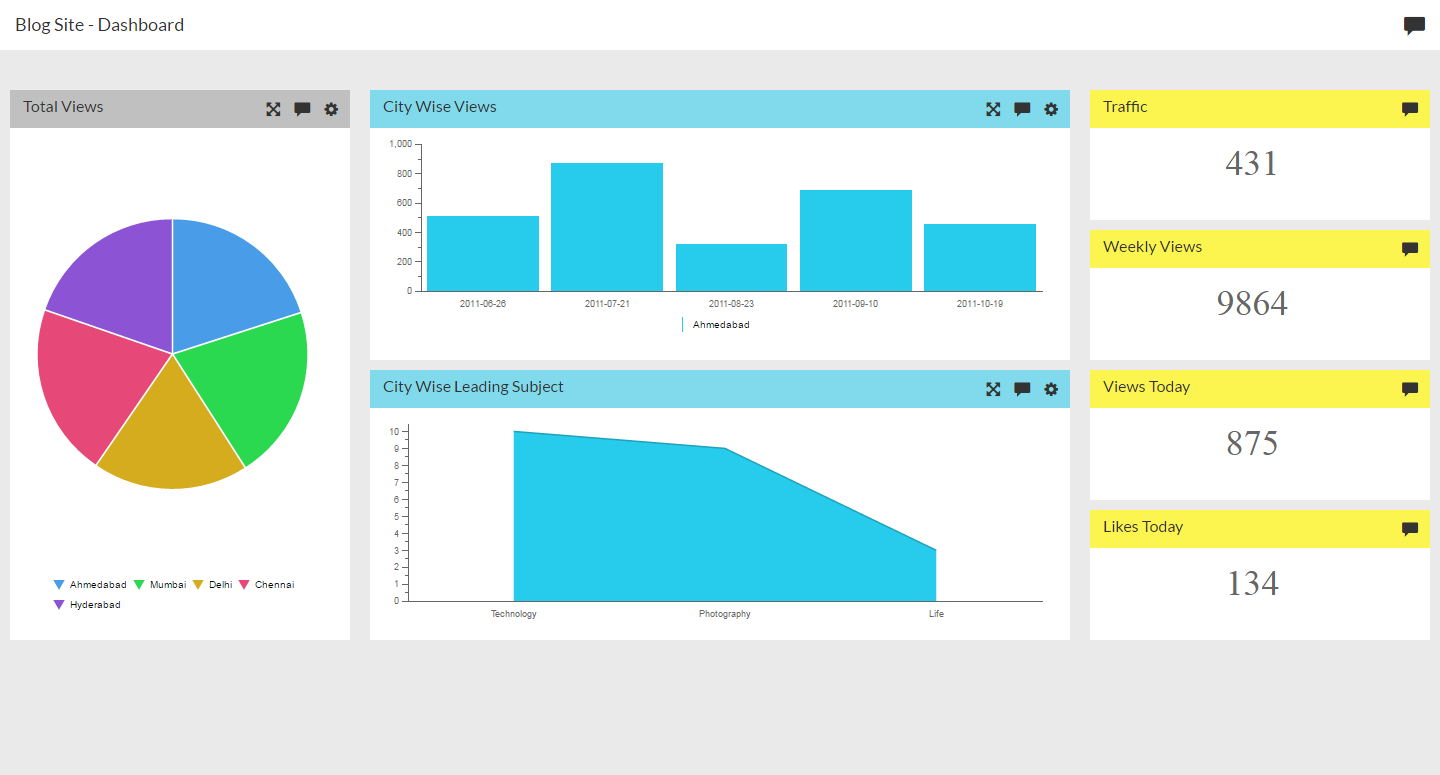 Blog Site - Dashboard
Total Views
Ahmedabad Mumbai Delhi Chennai
Hyderabad
City Wise Views
1,000
800
600
400
200
0
2011-06-26 2011-07-21 2011-08-23 2011-09-10 2011-10-19
Ahmedabad
City Wise Leading Subject
10
9
8
7
6
5
4
3
2
1
0
Technology Photography Life
Traffic
431
Weekly Views
9864
Views Today
875
Likes Today
134